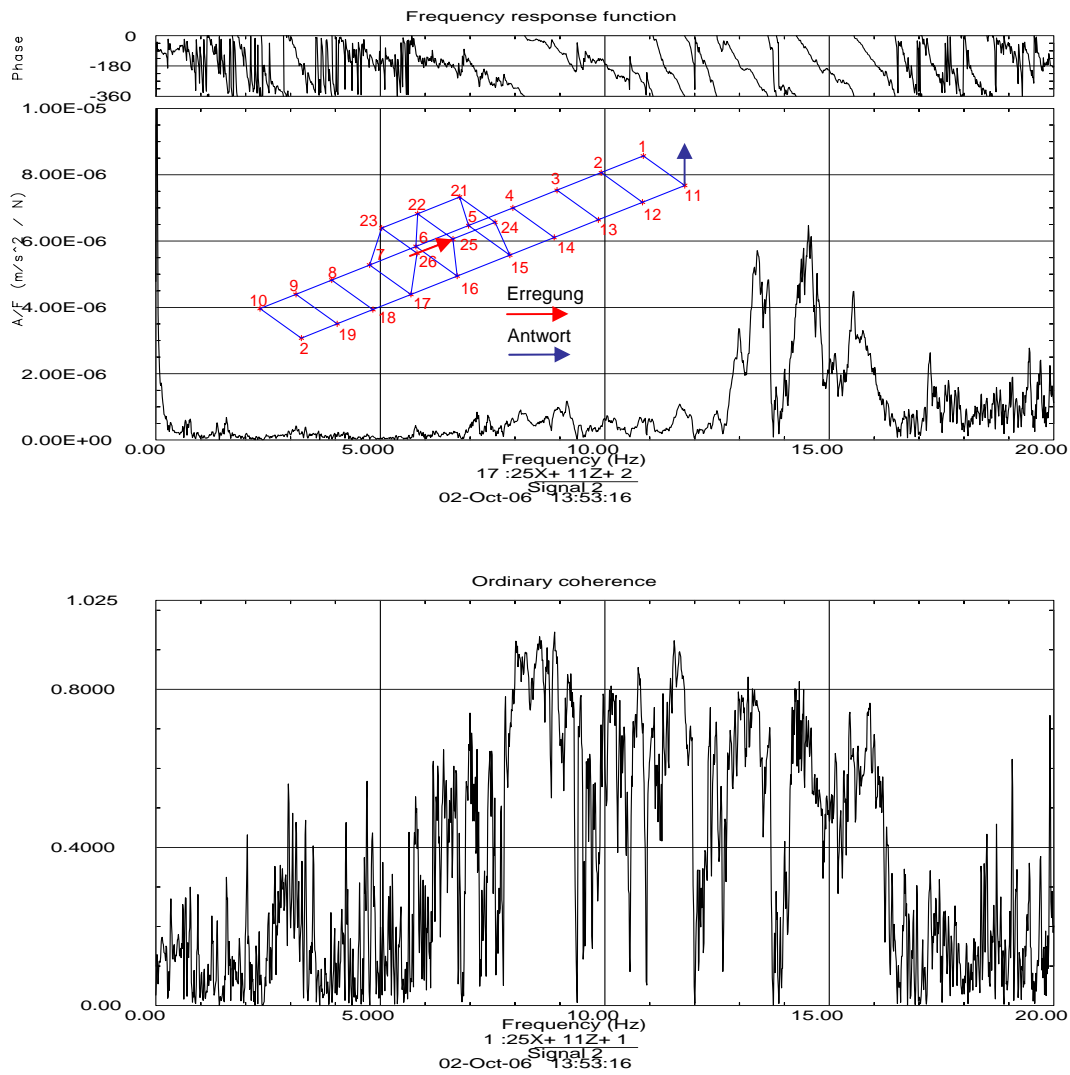 Frequency response function
Phase
0
-180
-360
A/F (m/s^2 / N)
1.00E-05
8.00E-06
6.00E-06
4.00E-06
2.00E-06
0.00E+00
1
2
3
4
5
6
7
8
9
10
11
12
13
14
15
16
17
18
19
2
21
22
23
24
25
26
Erregung
Antwort
0.00 5.000 10.00 15.00 20.00
Frequency (Hz)
17 :25X+ 11Z+ 2
Signal 2
02-Oct-06 13:53:16
Ordinary coherence
1.025
0.8000
0.4000
0.00
0.00 5.000 10.00 15.00 20.00
Frequency (Hz)
1 :25X+ 11Z+ 1
Signal 2
02-Oct-06 13:53:16